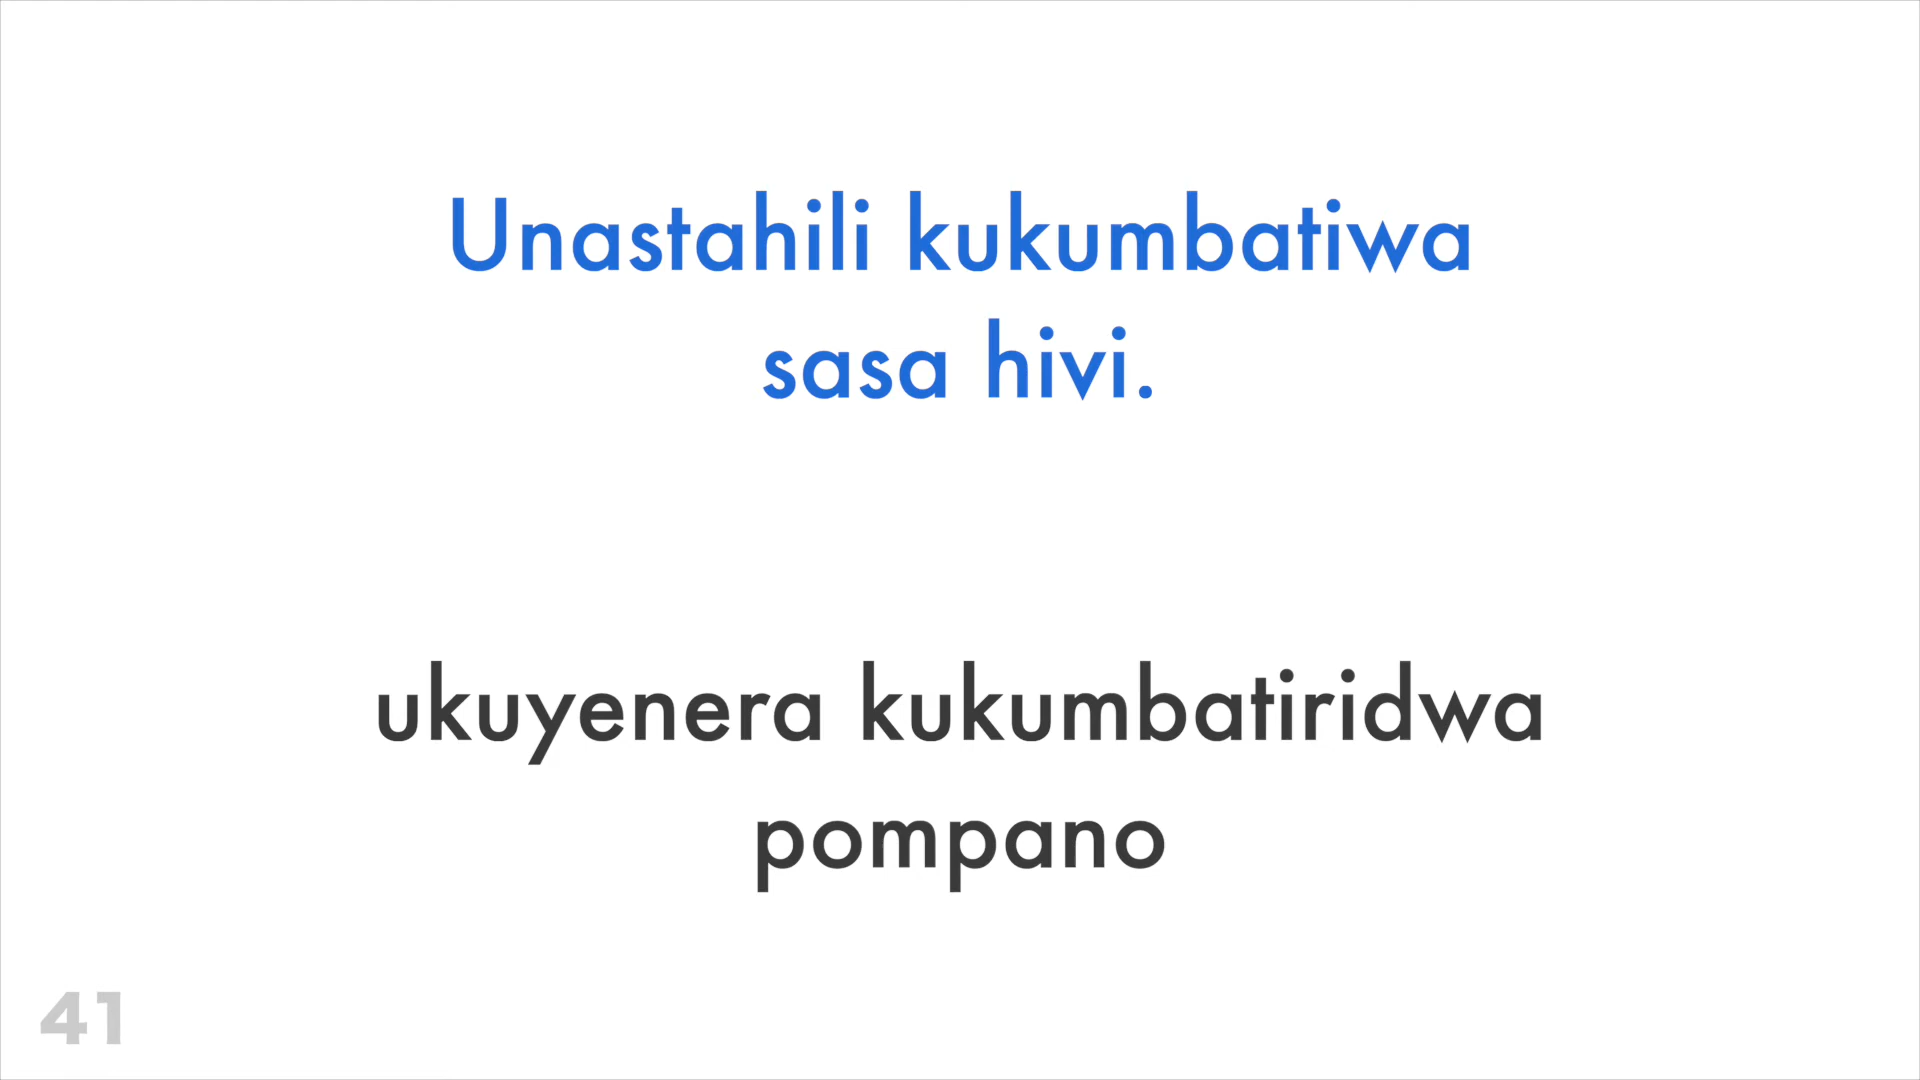 Unastahili kukumbatiwa
sasa hivi.
ukuyenera kukumbatiridwa
pompano
41